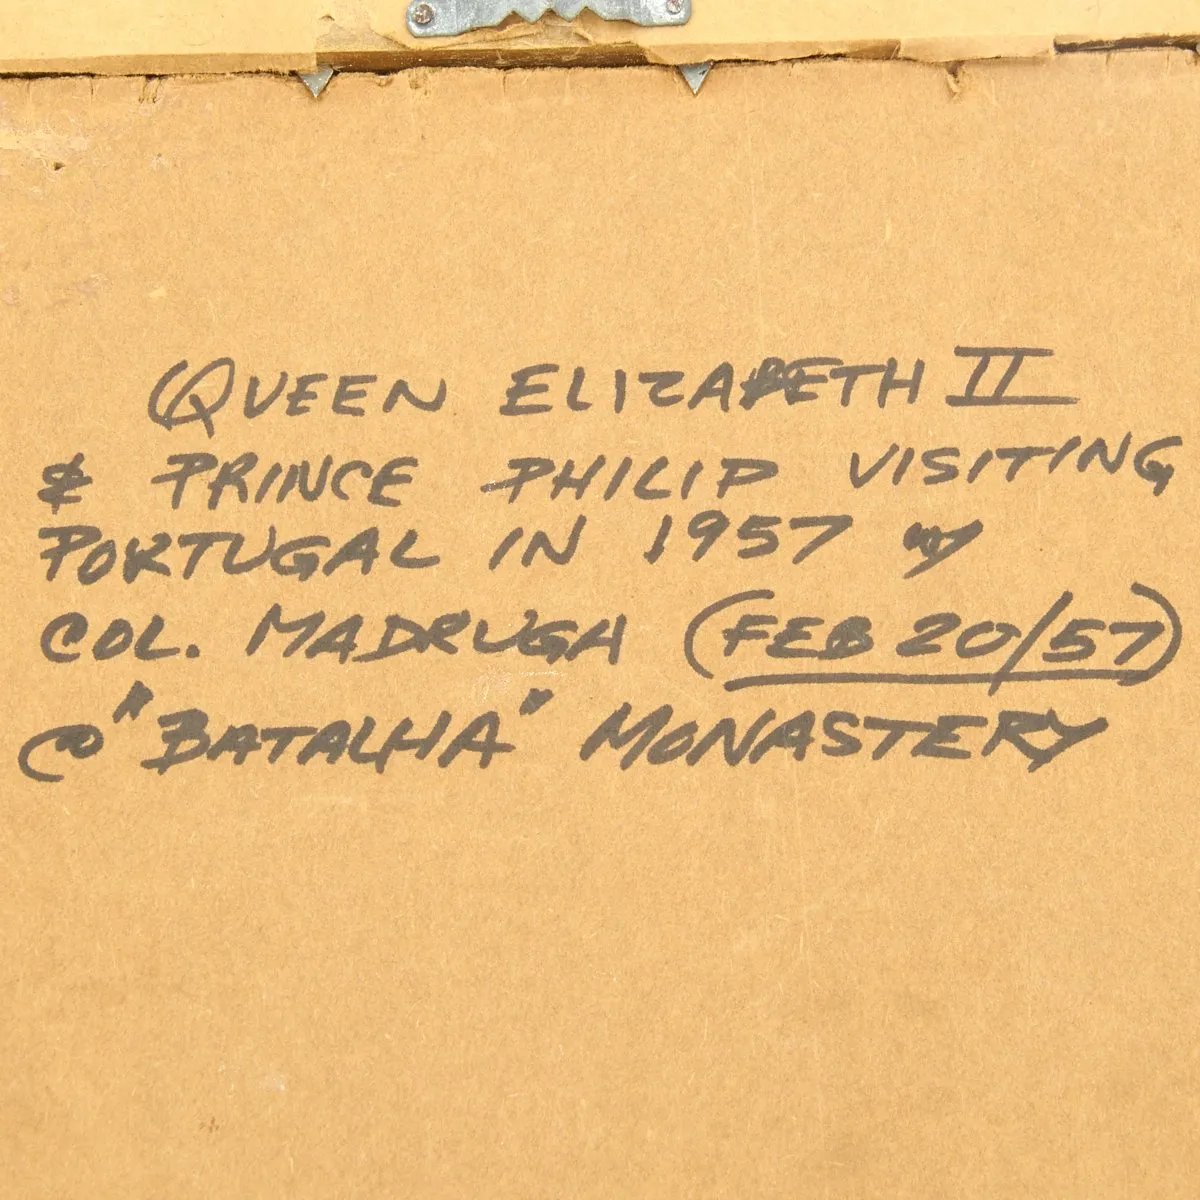 QUEEN ELIZABETH II
& PRINCE PHILIP VISITING
PORTUGAL IN 1957
COL. MADRUGA (FEB 20/57)
@ "BATALHA" MONASTERY